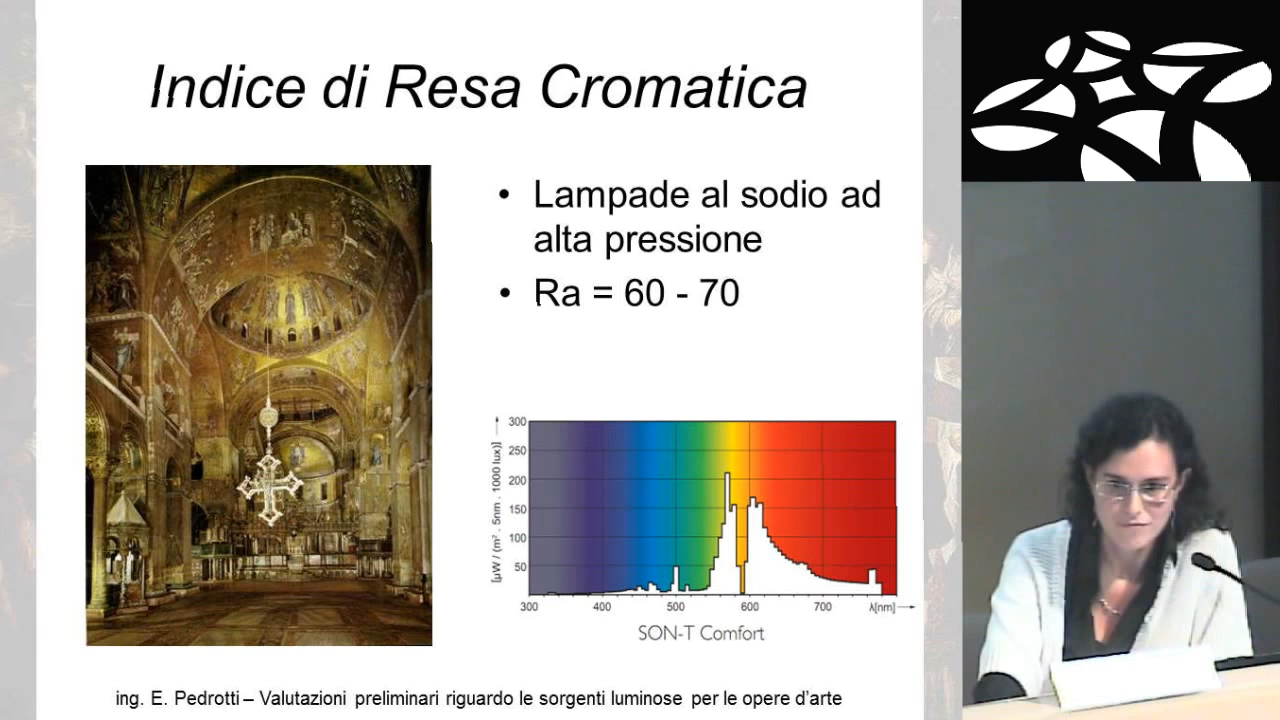 Indice di Resa Cromatica
• Lampade al sodio ad
alta pressione
• Ra = 60 - 70
[µW / (m² . 5nm . 1000 lux)]
300
250
200
150
100
50
300 400 500 600 700 λ[nm]
SON-T Comfort
ing. E. Pedrotti – Valutazioni preliminari riguardo le sorgenti luminose per le opere d'arte